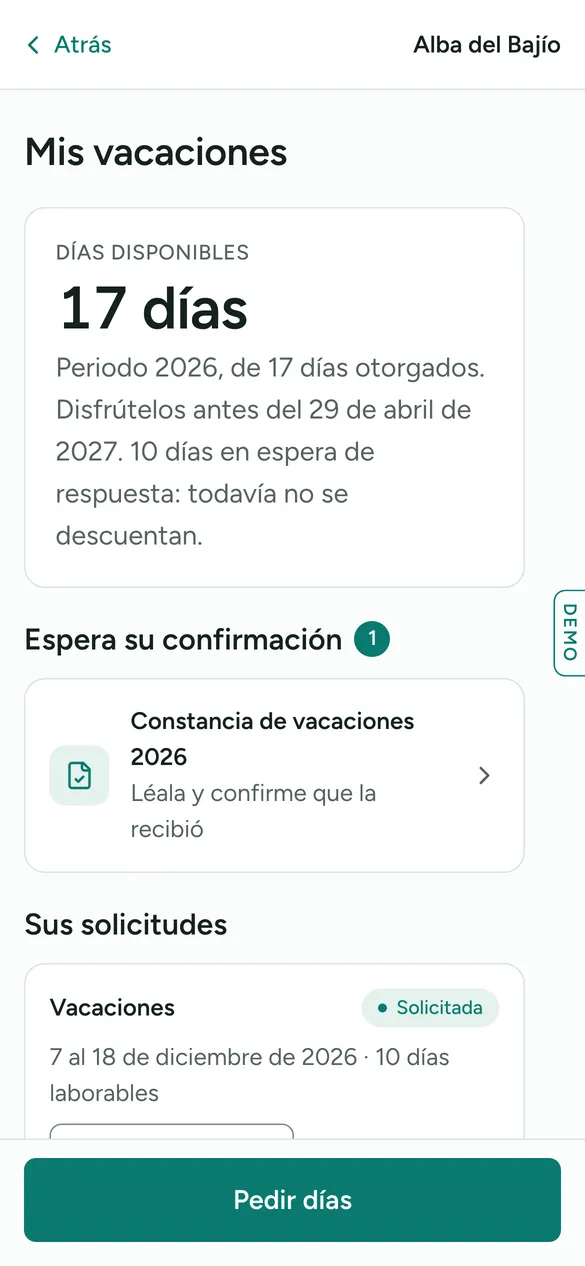 Atrás
Alba del Bajío
Mis vacaciones
DÍAS DISPONIBLES
17 días
Periodo 2026, de 17 días otorgados.
Disfrútelos antes del 29 de abril de
2027. 10 días en espera de
respuesta: todavía no se
descuentan.
DEMO
Espera su confirmación 1
Constancia de vacaciones
2026
Léala y confirme que la
recibió
Sus solicitudes
Vacaciones
Solicitada
7 al 18 de diciembre de 2026 · 10 días
laborables
Pedir días